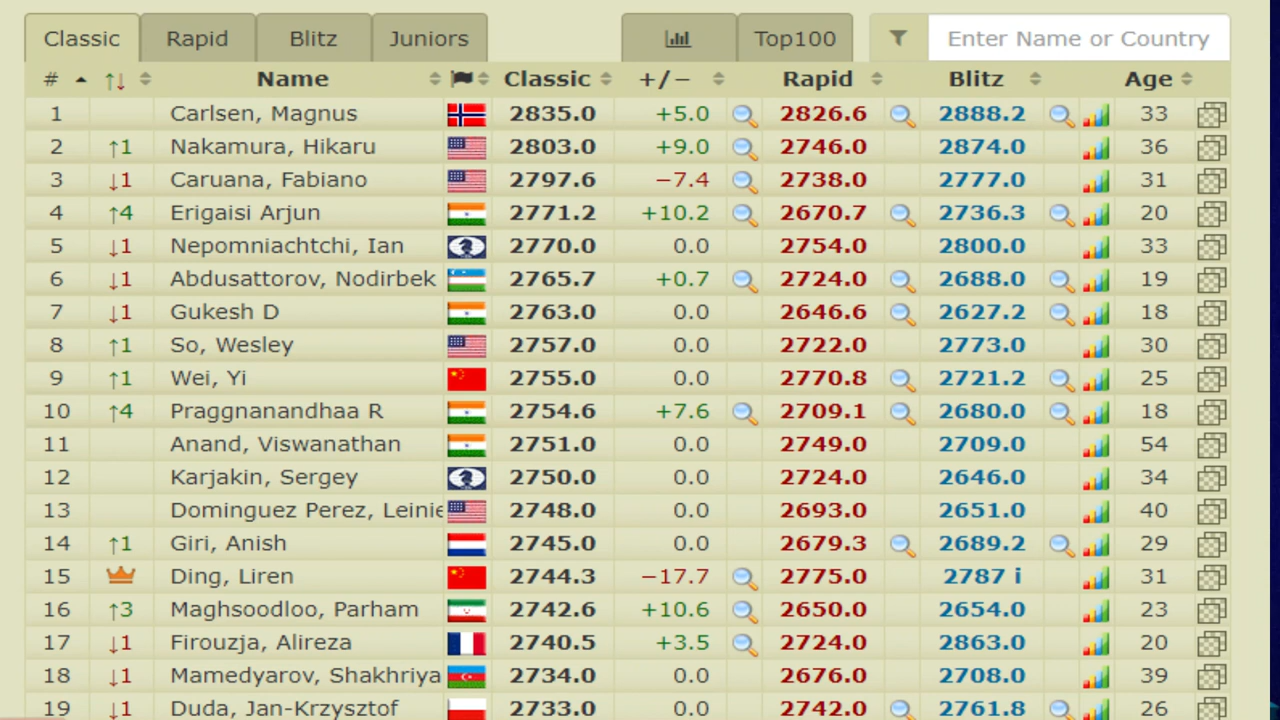 Classic Rapid Blitz Juniors Top100 Enter Name or Country
# ↑↓ Name Classic +/− Rapid Blitz Age
1 Carlsen, Magnus 2835.0 +5.0 2826.6 2888.2 33
2 ↑1 Nakamura, Hikaru 2803.0 +9.0 2746.0 2874.0 36
3 ↓1 Caruana, Fabiano 2797.6 −7.4 2738.0 2777.0 31
4 ↑4 Erigaisi Arjun 2771.2 +10.2 2670.7 2736.3 20
5 ↓1 Nepomniachtchi, Ian 2770.0 0.0 2754.0 2800.0 33
6 ↓1 Abdusattorov, Nodirbek 2765.7 +0.7 2724.0 2688.0 19
7 ↓1 Gukesh D 2763.0 0.0 2646.6 2627.2 18
8 ↑1 So, Wesley 2757.0 0.0 2722.0 2773.0 30
9 ↑1 Wei, Yi 2755.0 0.0 2770.8 2721.2 25
10 ↑4 Praggnanandhaa R 2754.6 +7.6 2709.1 2680.0 18
11 Anand, Viswanathan 2751.0 0.0 2749.0 2709.0 54
12 Karjakin, Sergey 2750.0 0.0 2724.0 2646.0 34
13 Dominguez Perez, Leinie 2748.0 0.0 2693.0 2651.0 40
14 ↑1 Giri, Anish 2745.0 0.0 2679.3 2689.2 29
15 Ding, Liren 2744.3 −17.7 2775.0 2787 i 31
16 ↑3 Maghsoodloo, Parham 2742.6 +10.6 2650.0 2654.0 23
17 ↓1 Firouzja, Alireza 2740.5 +3.5 2724.0 2863.0 20
18 ↓1 Mamedyarov, Shakhriya 2734.0 0.0 2676.0 2708.0 39
19 ↓1 Duda, Jan-Krzysztof 2733.0 0.0 2742.0 2761.8 26